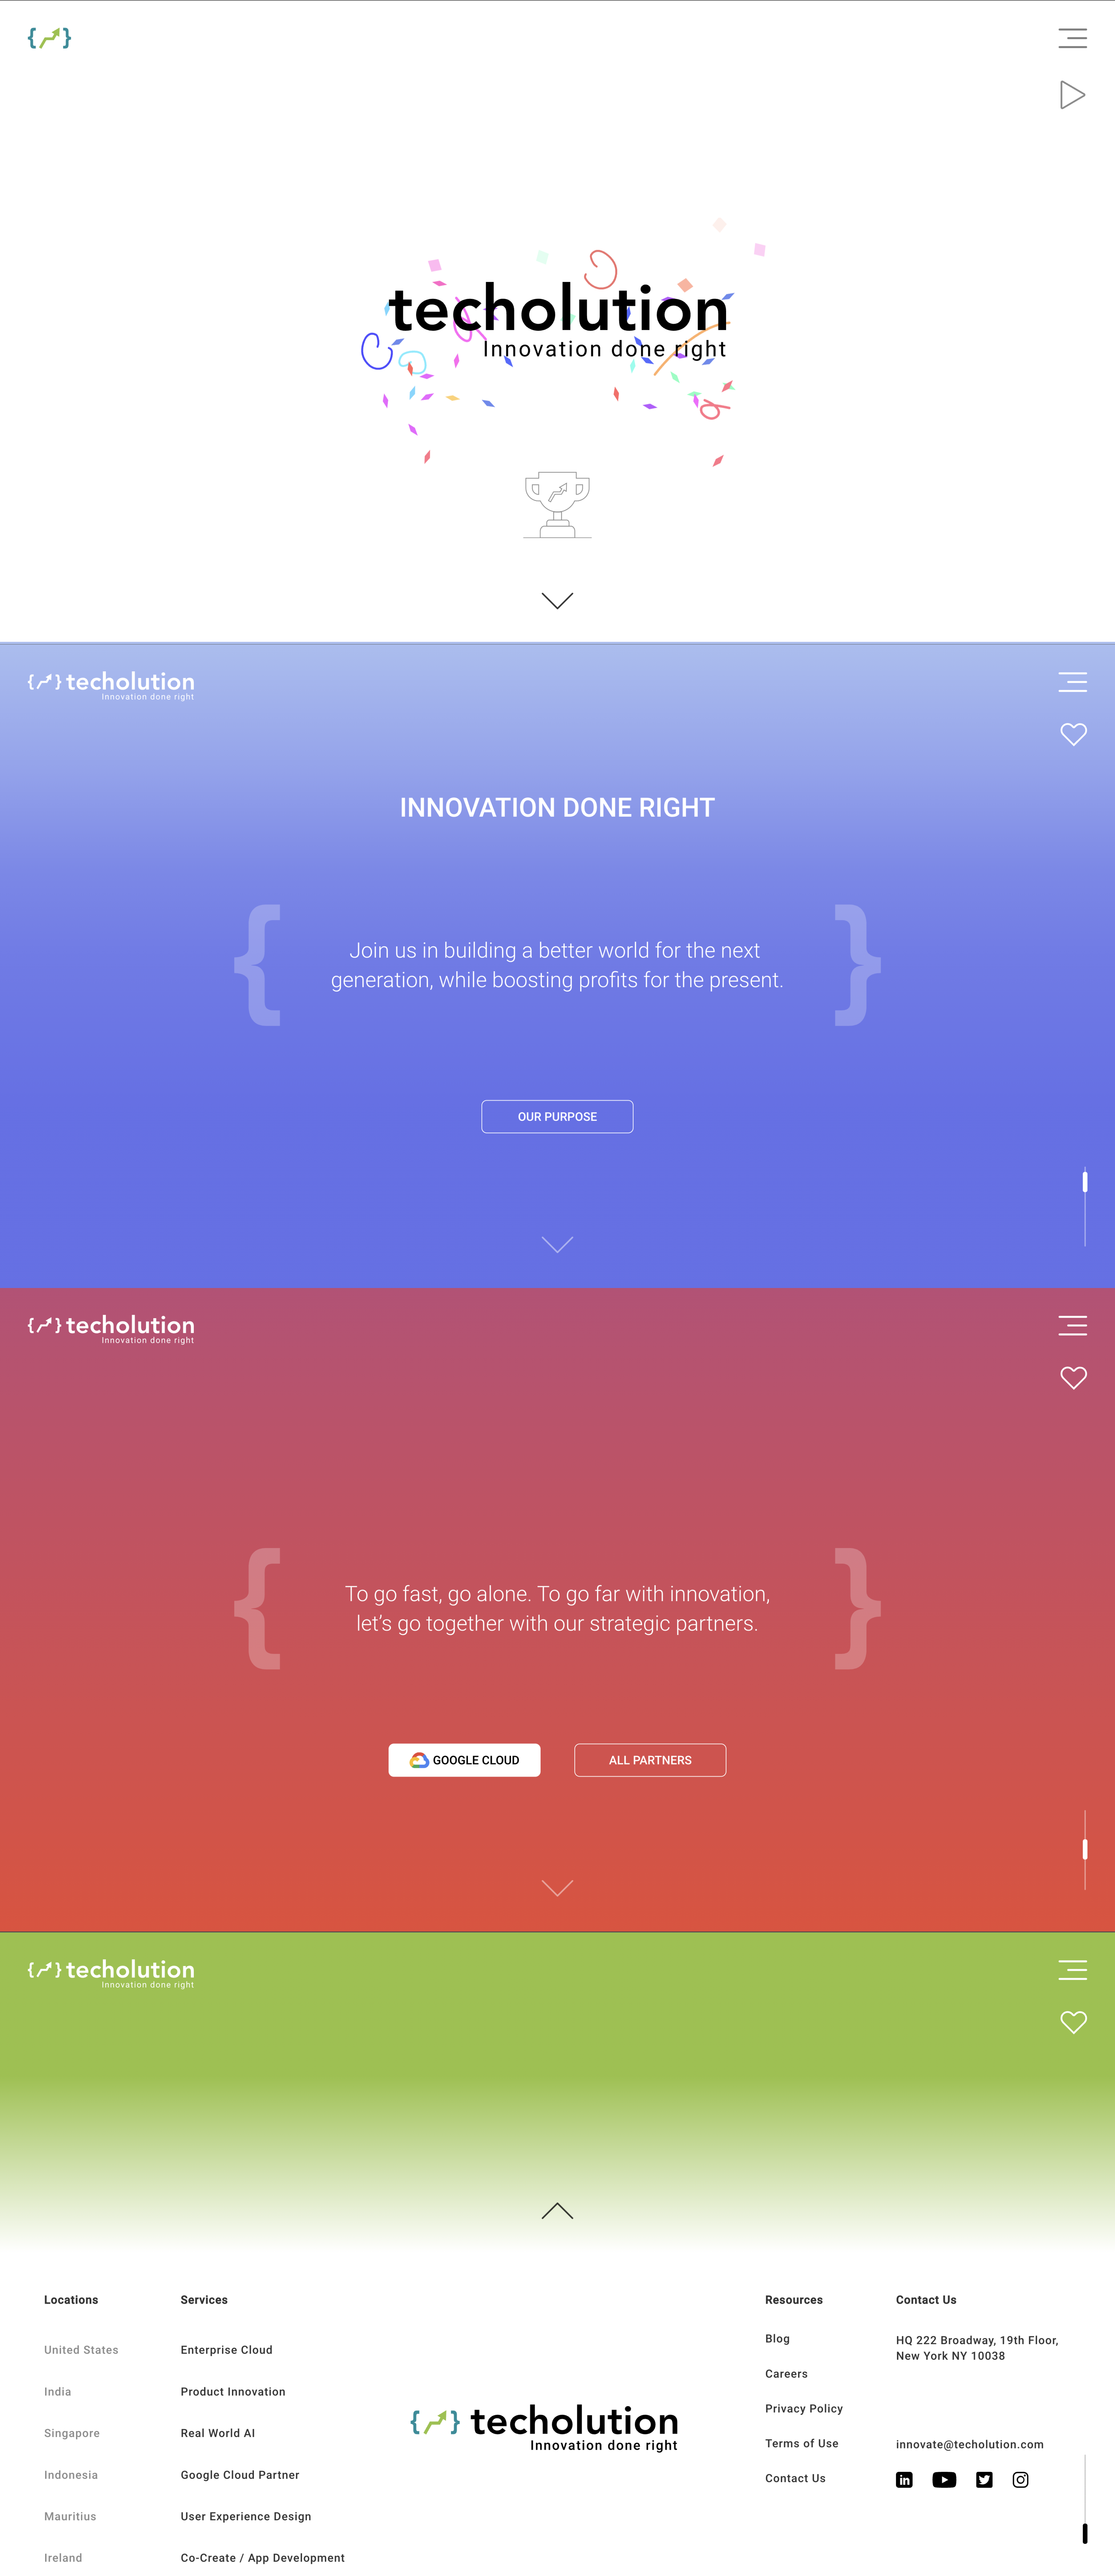 techolution
Innovation done right
{ } techolution
Innovation done right
INNOVATION DONE RIGHT
{ Join us in building a better world for the next }
generation, while boosting profits for the present.
OUR PURPOSE
{ } techolution
Innovation done right
{ To go fast, go alone. To go far with innovation, }
let’s go together with our strategic partners.
GOOGLE CLOUD
ALL PARTNERS
{ } techolution
Innovation done right
Locations
United States
India
Singapore
Indonesia
Mauritius
Ireland
Services
Enterprise Cloud
Product Innovation
Real World AI
Google Cloud Partner
User Experience Design
Co-Create / App Development
{ } techolution
Innovation done right
Resources
Blog
Careers
Privacy Policy
Terms of Use
Contact Us
Contact Us
HQ 222 Broadway, 19th Floor,
New York NY 10038
innovate@techolution.com